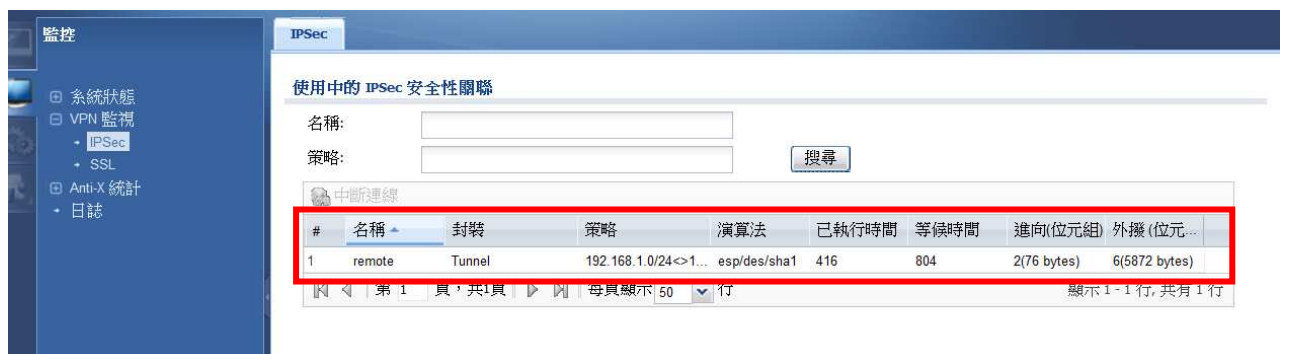 監控
IPSec
系統狀態
VPN 監視
IPSec
SSL
Anti-X 統計
日誌
使用中的 IPSec 安全性關聯
名稱:
策略:
搜尋
中斷連線
# 名稱 封裝 策略 演算法 已執行時間 等候時間 進向(位元組) 外撥 (位元...
1 remote Tunnel 192.168.1.0/24<>1... esp/des/sha1 416 804 2(76 bytes) 6(5872 bytes)
第 1 頁,共1頁 每頁顯示 50 行 顯示 1 - 1 行, 共有 1 行